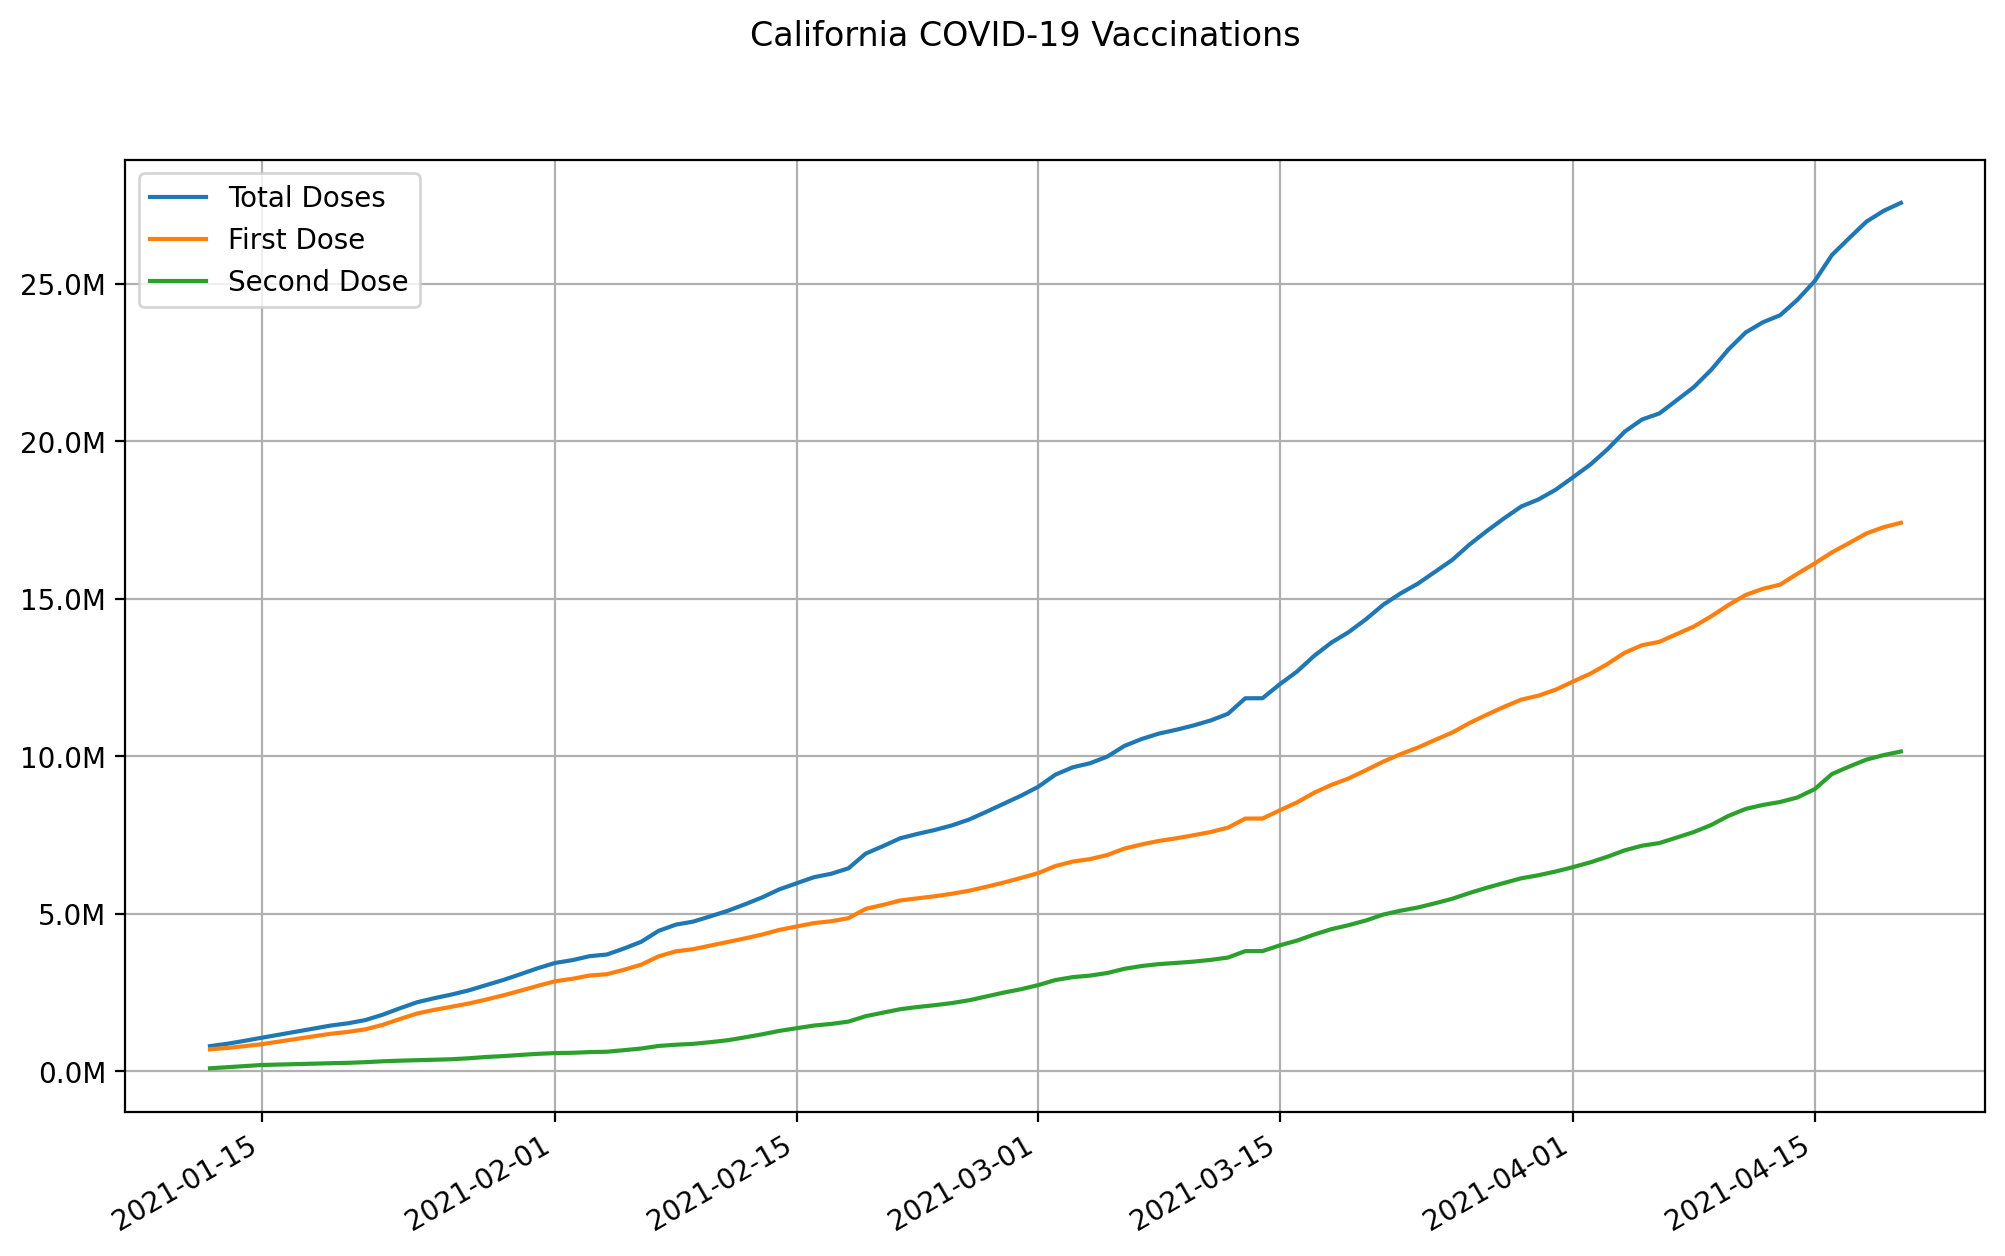 California COVID-19 Vaccinations
Total Doses
First Dose
Second Dose
25.0M
20.0M
15.0M
10.0M
5.0M
0.0M
2021-01-15
2021-02-01
2021-02-15
2021-03-01
2021-03-15
2021-04-01
2021-04-15